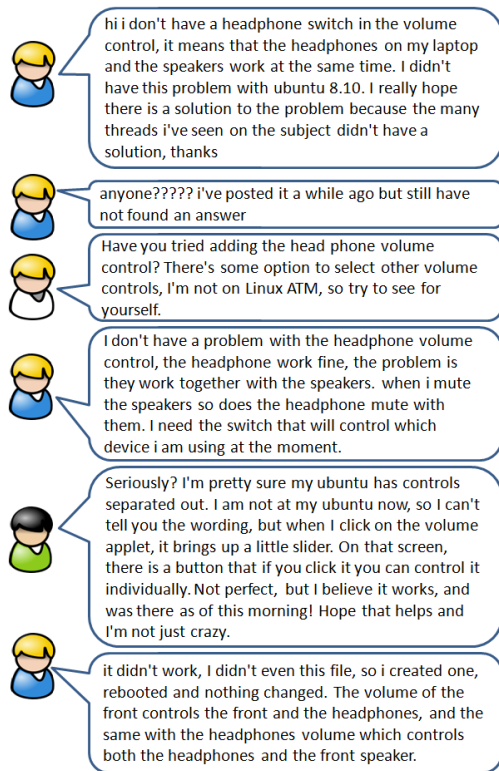 hi i don't have a headphone switch in the volume
control, it means that the headphones on my laptop
and the speakers work at the same time. I didn't
have this problem with ubuntu 8.10. I really hope
there is a solution to the problem because the many
threads i've seen on the subject didn't have a
solution, thanks
anyone????? i've posted it a while ago but still have
not found an answer
Have you tried adding the head phone volume
control? There's some option to select other volume
controls, I'm not on Linux ATM, so try to see for
yourself.
I don't have a problem with the headphone volume
control, the headphone work fine, the problem is
they work together with the speakers. when i mute
the speakers so does the headphone mute with
them. I need the switch that will control which
device i am using at the moment.
Seriously? I'm pretty sure my ubuntu has controls
separated out. I am not at my ubuntu now, so I can't
tell you the wording, but when I click on the volume
applet, it brings up a little slider. On that screen,
there is a button that if you click it you can control it
individually. Not perfect, but I believe it works, and
was there as of this morning! Hope that helps and
I'm not just crazy.
it didn't work, I didn't even this file, so i created one,
rebooted and nothing changed. The volume of the
front controls the front and the headphones, and the
same with the headphones volume which controls
both the headphones and the front speaker.